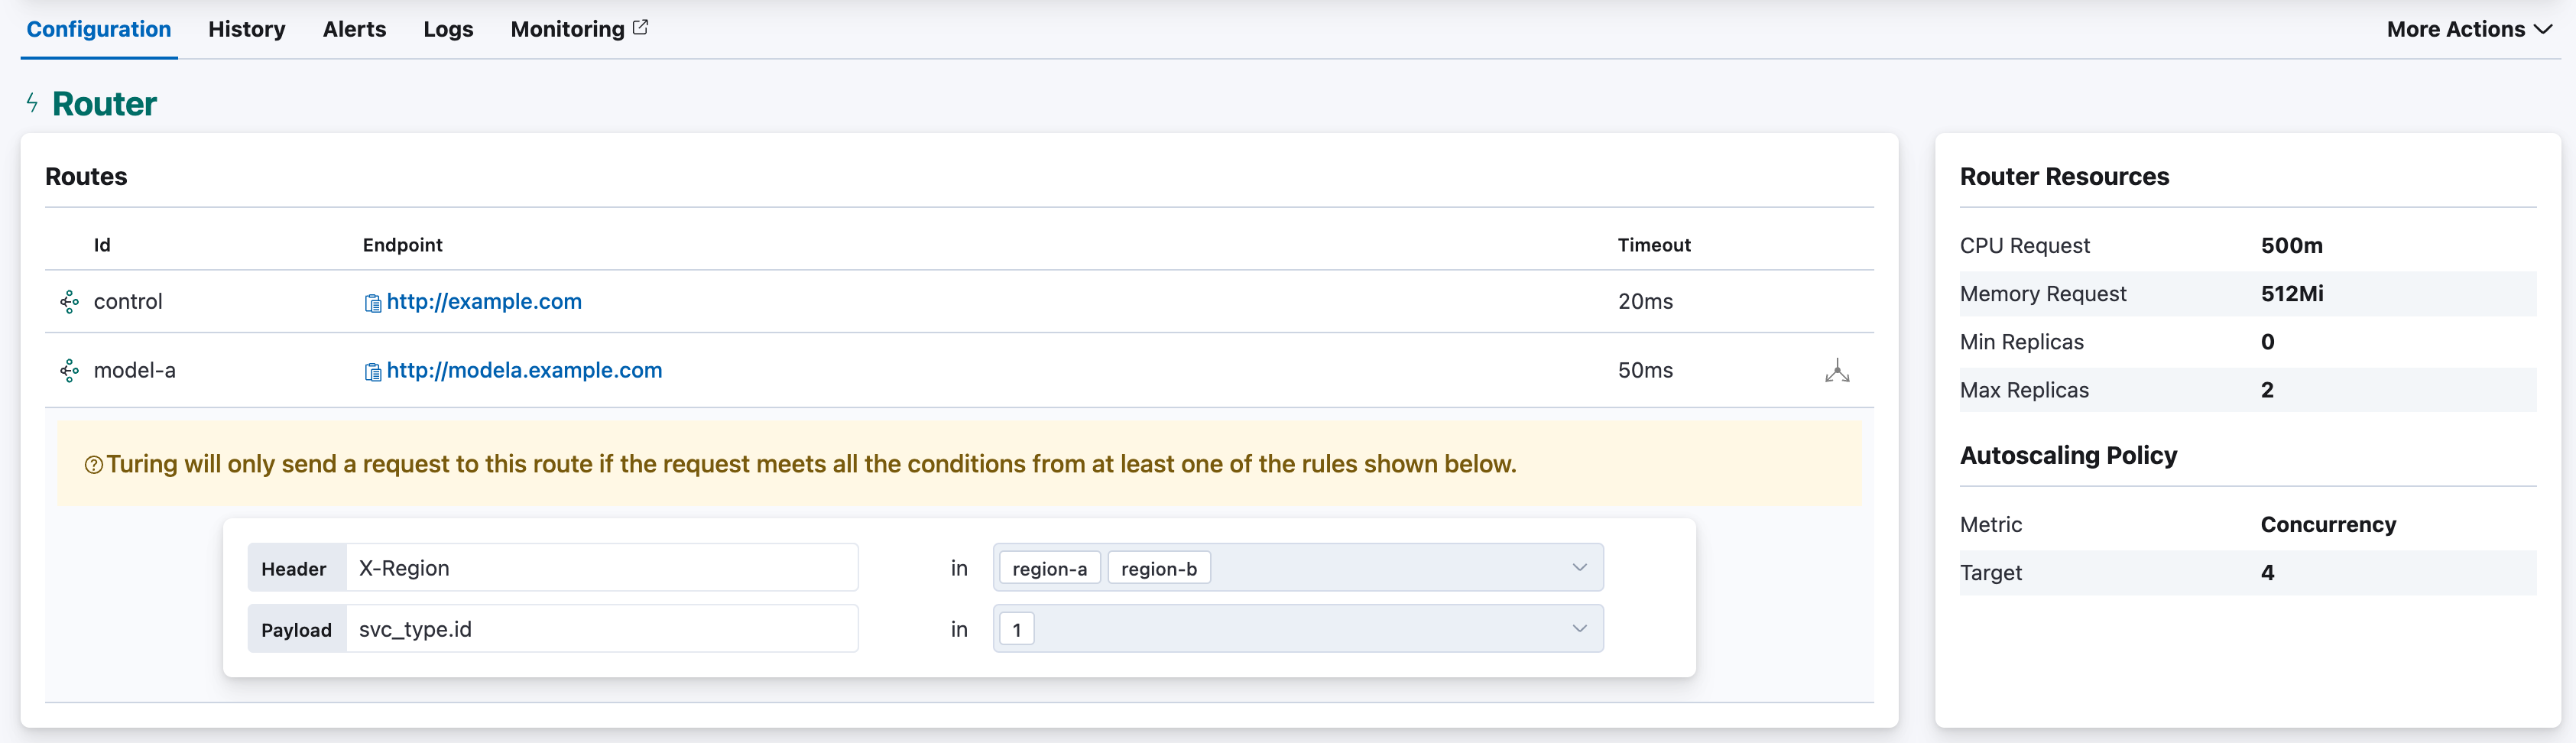 Configuration History Alerts Logs Monitoring More Actions
Router
Routes
Id Endpoint Timeout
control http://example.com 20ms
model-a http://modela.example.com 50ms
Turing will only send a request to this route if the request meets all the conditions from at least one of the rules shown below.
Header X-Region in region-a region-b
Payload svc_type.id in 1
Router Resources
CPU Request 500m
Memory Request 512Mi
Min Replicas 0
Max Replicas 2
Autoscaling Policy
Metric Concurrency
Target 4